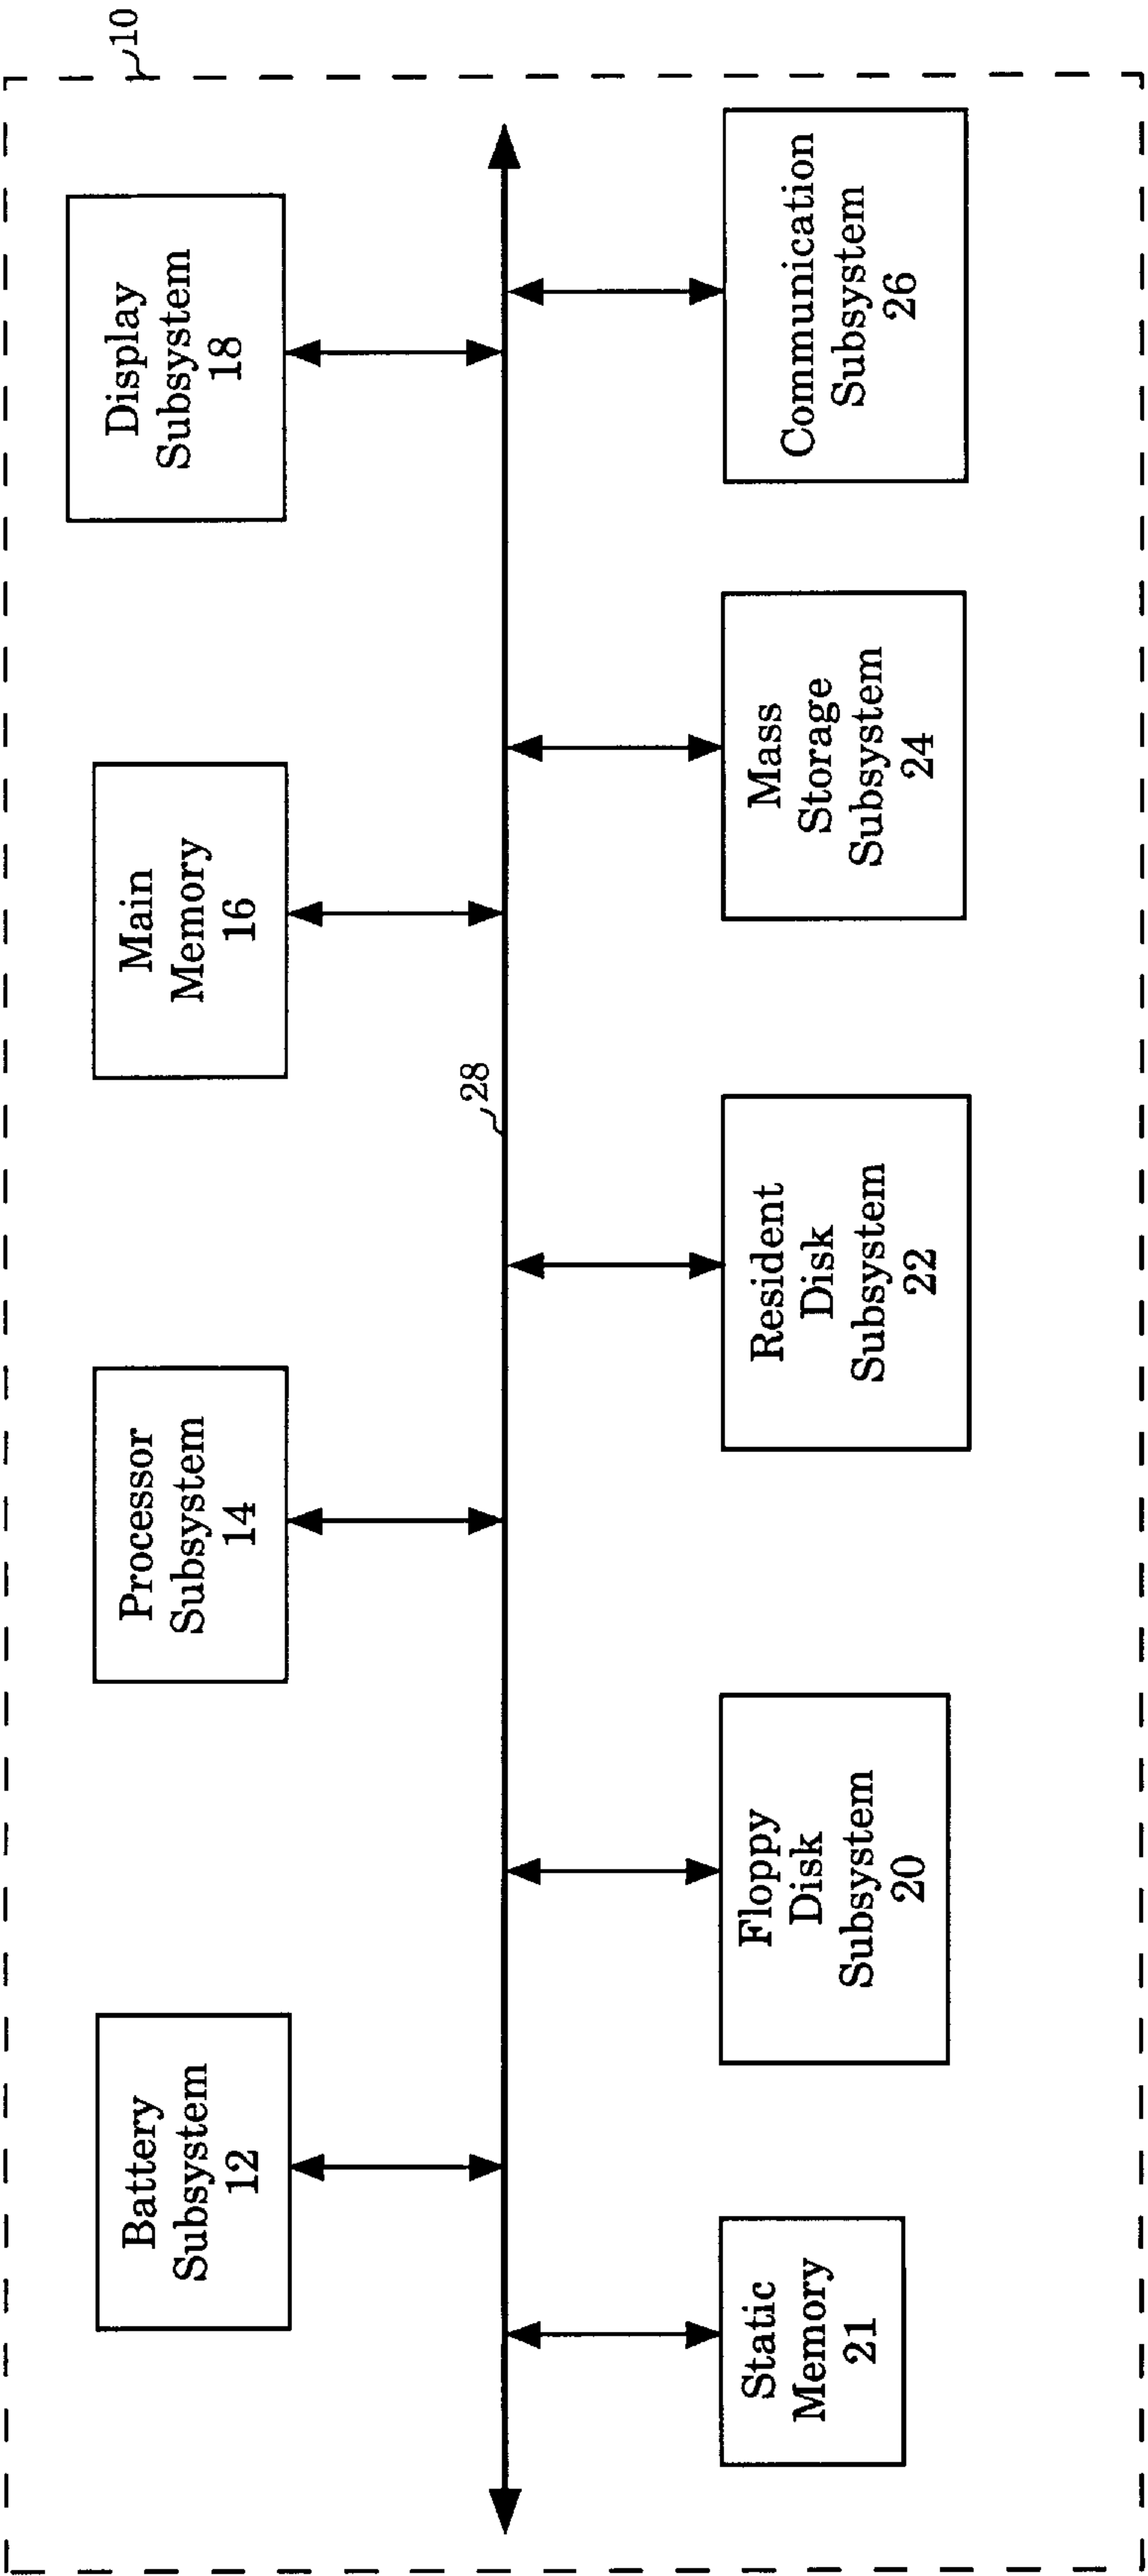 10
Battery
Subsystem
12
Processor
Subsystem
14
Main
Memory
16
Display
Subsystem
18
28
Static
Memory
21
Floppy
Disk
Subsystem
20
Resident
Disk
Subsystem
22
Mass
Storage
Subsystem
24
Communication
Subsystem
26